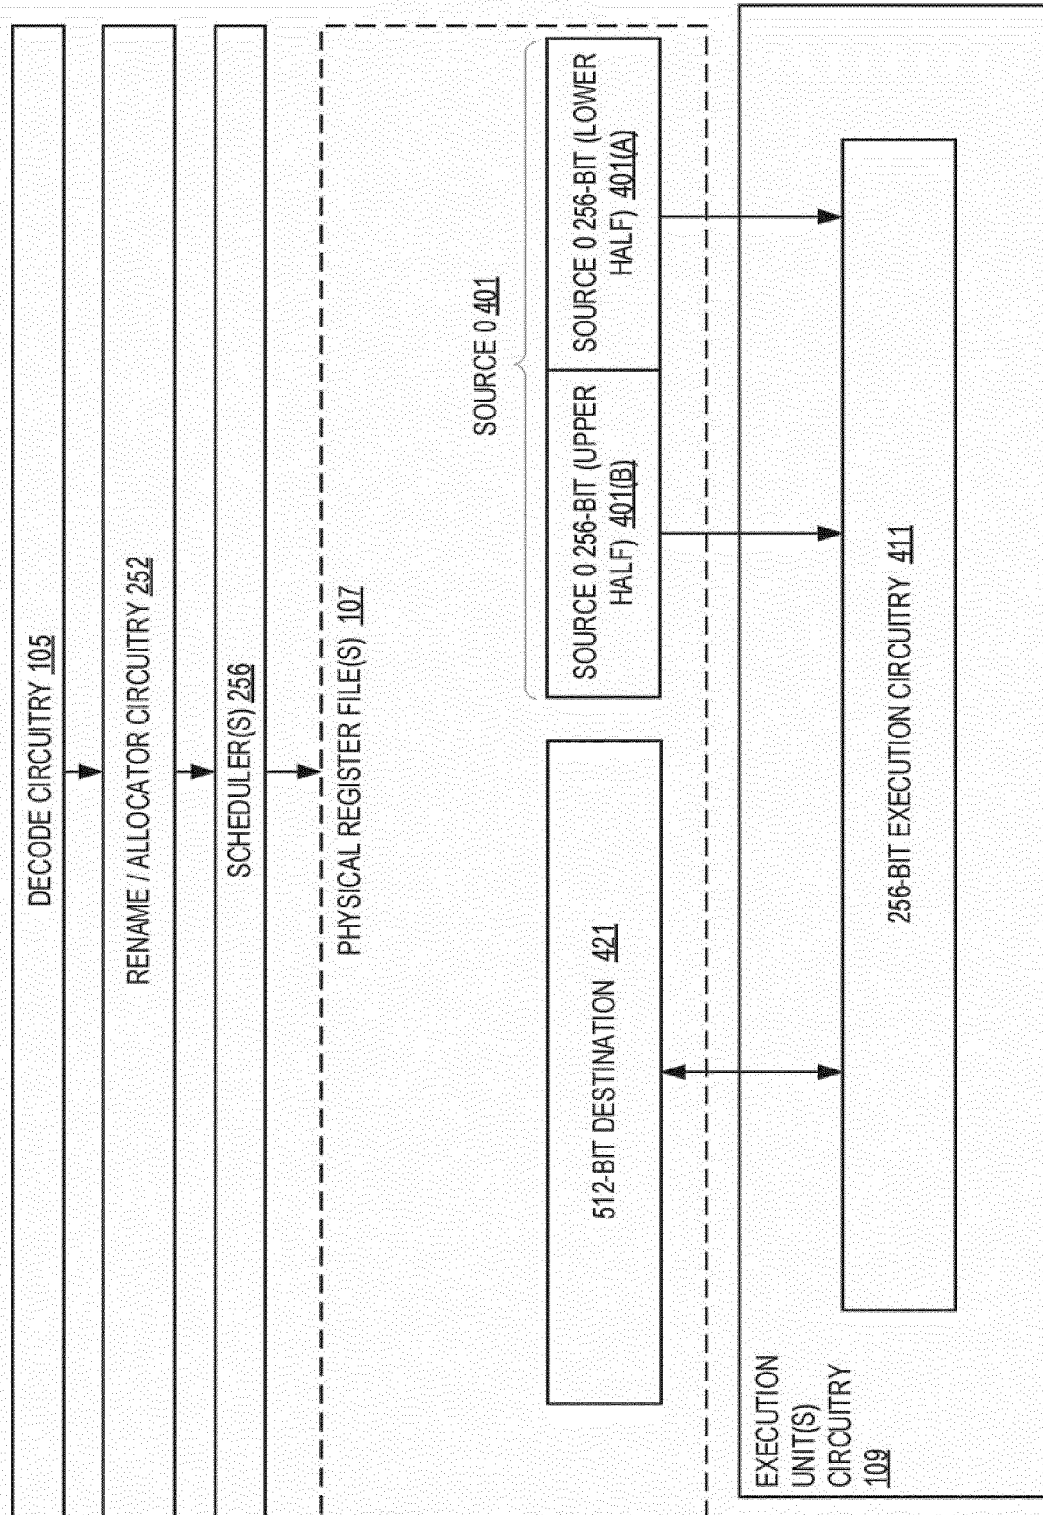 DECODE CIRCUITRY 105
RENAME / ALLOCATOR CIRCUITRY 252
SCHEDULER(S) 256
PHYSICAL REGISTER FILE(S) 107
SOURCE 0 401
512-BIT DESTINATION 421
SOURCE 0 256-BIT (UPPER
HALF) 401(B)
SOURCE 0 256-BIT (LOWER
HALF) 401(A)
EXECUTION
UNIT(S)
CIRCUITRY
109
256-BIT EXECUTION CIRCUITRY 411